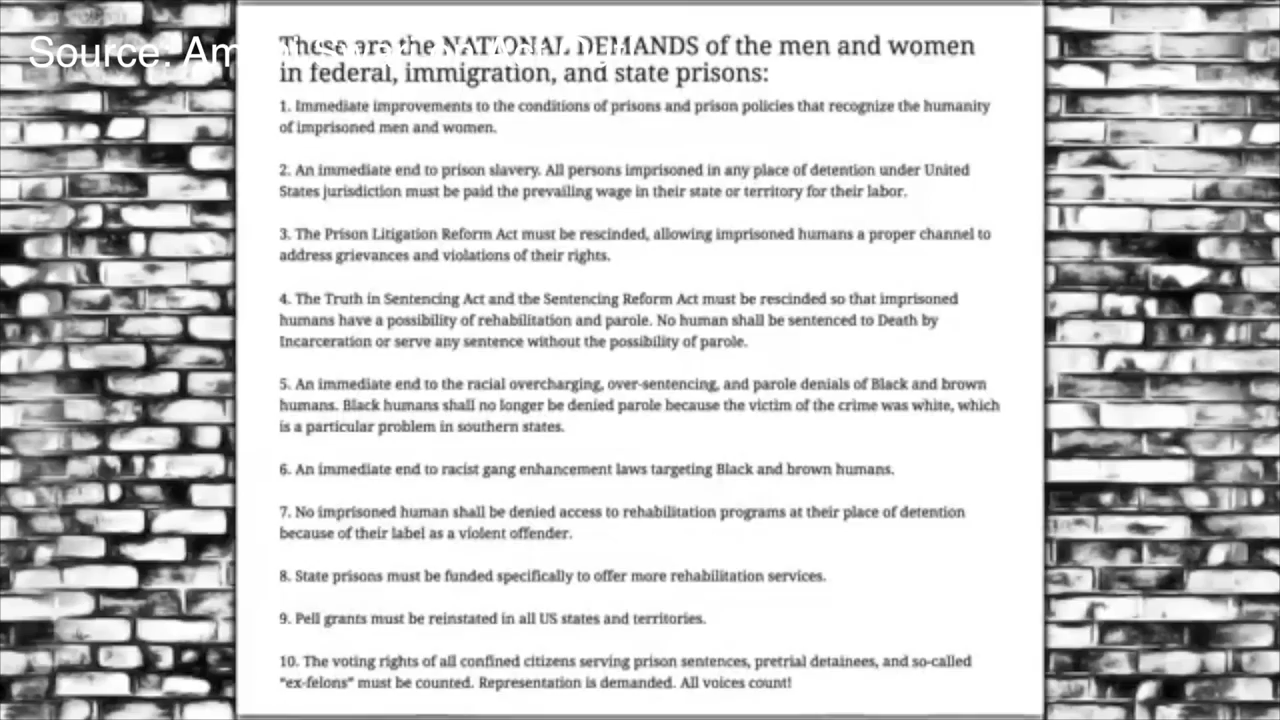 Source: Am
These are the NATIONAL DEMANDS of the men and women
in federal, immigration, and state prisons:
1. Immediate improvements to the conditions of prisons and prison policies that recognize the humanity
of imprisoned men and women.
2. An immediate end to prison slavery. All persons imprisoned in any place of detention under United
States jurisdiction must be paid the prevailing wage in their state or territory for their labor.
3. The Prison Litigation Reform Act must be rescinded, allowing imprisoned humans a proper channel to
address grievances and violations of their rights.
4. The Truth in Sentencing Act and the Sentencing Reform Act must be rescinded so that imprisoned
humans have a possibility of rehabilitation and parole. No human shall be sentenced to Death by
Incarceration or serve any sentence without the possibility of parole.
5. An immediate end to the racial overcharging, over-sentencing, and parole denials of Black and brown
humans. Black humans shall no longer be denied parole because the victim of the crime was white, which
is a particular problem in southern states.
6. An immediate end to racist gang enhancement laws targeting Black and brown humans.
7. No imprisoned human shall be denied access to rehabilitation programs at their place of detention
because of their label as a violent offender.
8. State prisons must be funded specifically to offer more rehabilitation services.
9. Pell grants must be reinstated in all US states and territories.
10. The voting rights of all confined citizens serving prison sentences, pretrial detainees, and so-called
"ex-felons" must be counted. Representation is demanded. All voices count!